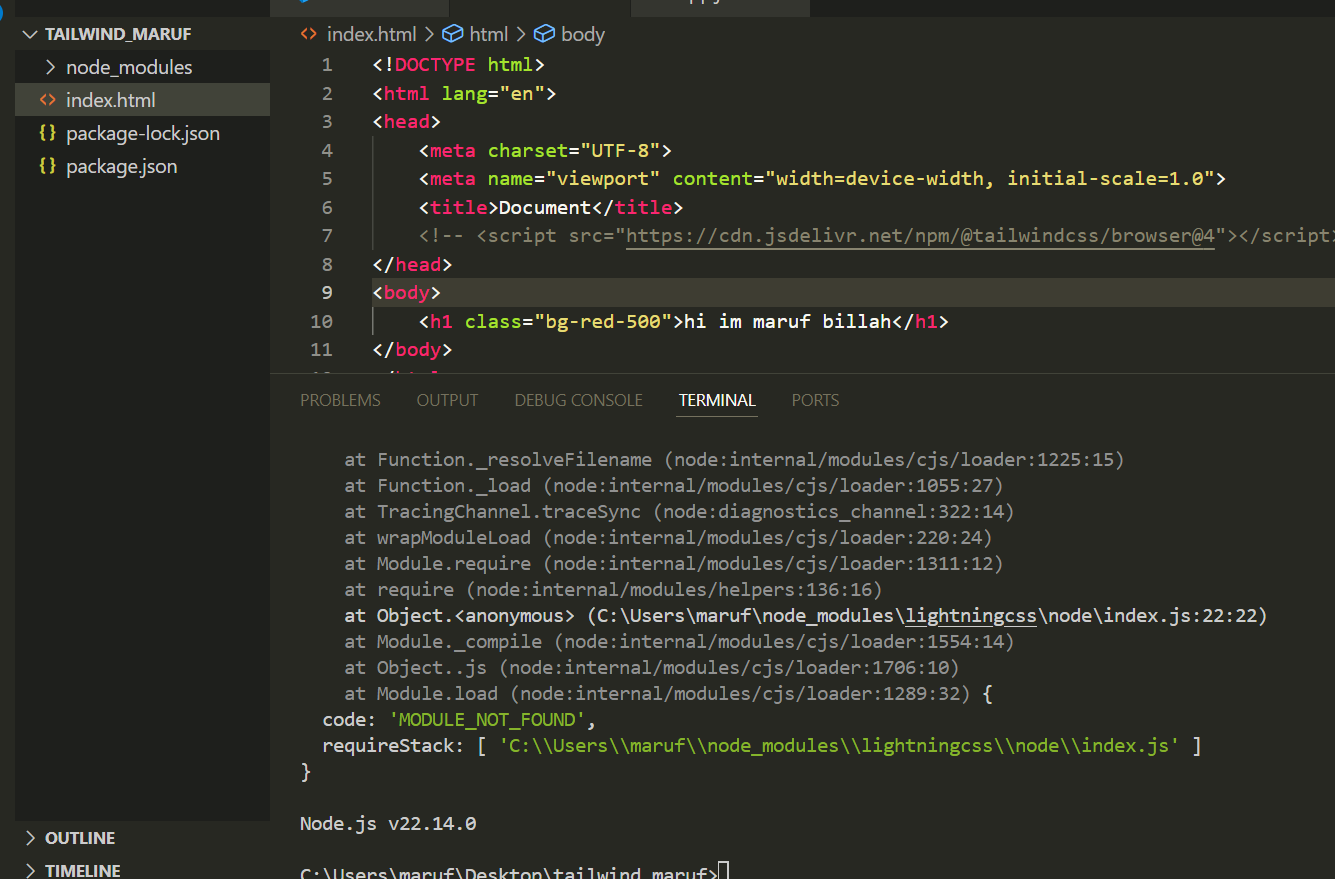 TAILWIND_MARUF
node_modules
index.html
package-lock.json
package.json
OUTLINE
TIMELINE
index.html > html > body
1 <!DOCTYPE html>
2 <html lang="en">
3 <head>
4 <meta charset="UTF-8">
5 <meta name="viewport" content="width=device-width, initial-scale=1.0">
6 <title>Document</title>
7 <!-- <script src="https://cdn.jsdelivr.net/npm/@tailwindcss/browser@4"></script>
8 </head>
9 <body>
10 <h1 class="bg-red-500">hi im maruf billah</h1>
11 </body>
PROBLEMS OUTPUT DEBUG CONSOLE TERMINAL PORTS
at Function._resolveFilename (node:internal/modules/cjs/loader:1225:15)
at Function._load (node:internal/modules/cjs/loader:1055:27)
at TracingChannel.traceSync (node:diagnostics_channel:322:14)
at wrapModuleLoad (node:internal/modules/cjs/loader:220:24)
at Module.require (node:internal/modules/cjs/loader:1311:12)
at require (node:internal/modules/helpers:136:16)
at Object.<anonymous> (C:\Users\maruf\node_modules\lightningcss\node\index.js:22:22)
at Module._compile (node:internal/modules/cjs/loader:1554:14)
at Object..js (node:internal/modules/cjs/loader:1706:10)
at Module.load (node:internal/modules/cjs/loader:1289:32) {
code: 'MODULE_NOT_FOUND',
requireStack: [ 'C:\\Users\\maruf\\node_modules\\lightningcss\\node\\index.js' ]
}
Node.js v22.14.0
C:\Users\maruf\Desktop\tailwind_maruf>